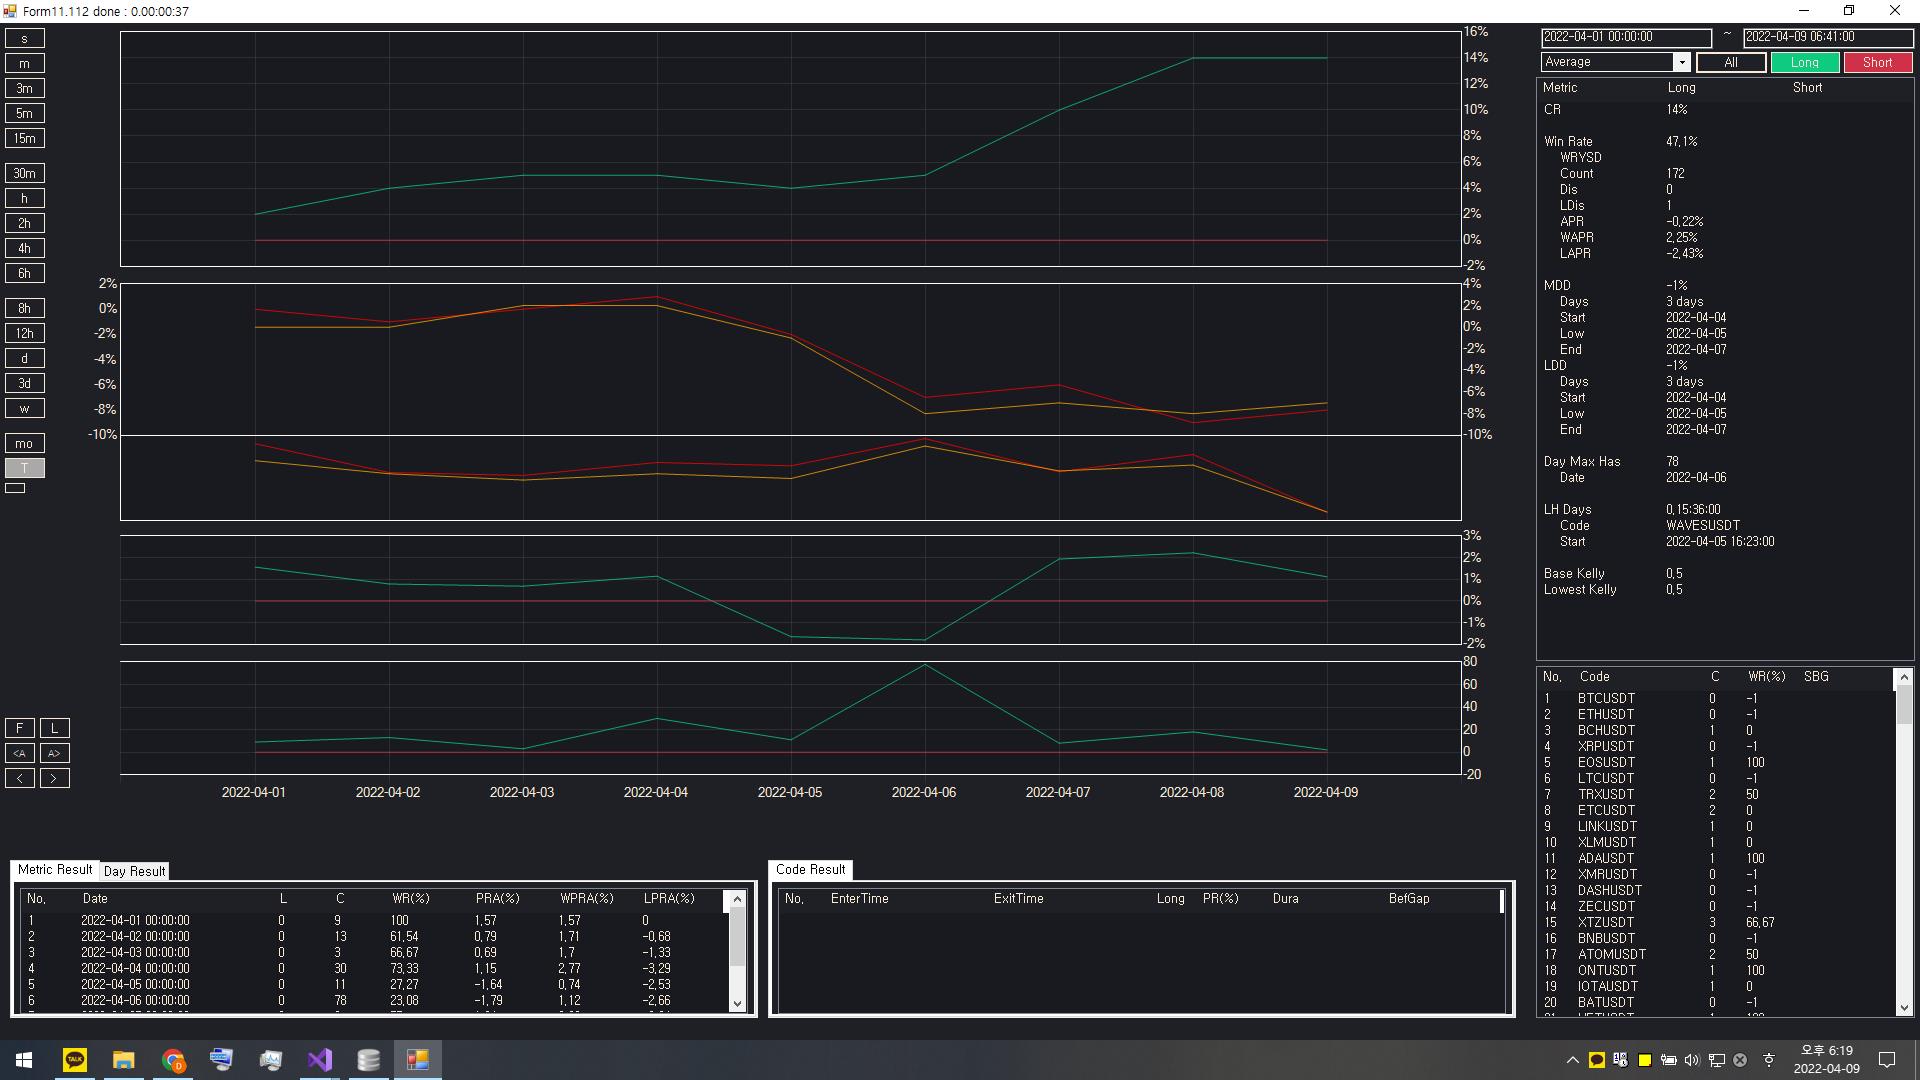 Form11.112 done : 0.00:00:37
s
m
3m
5m
15m
30m
h
2h
4h
6h
8h
12h
d
3d
w
mo
T
F L
<A A>
< >
16%
14%
12%
10%
8%
6%
4%
2%
0%
-2%
2%
0%
-2%
-4%
-6%
-8%
-10%
4%
2%
0%
-2%
-4%
-6%
-8%
-10%
3%
2%
1%
0%
-1%
-2%
80
60
40
20
0
-20
2022-04-01 2022-04-02 2022-04-03 2022-04-04 2022-04-05 2022-04-06 2022-04-07 2022-04-08 2022-04-09
2022-04-01 00:00:00 ~ 2022-04-09 06:41:00
Average All Long Short
Metric Long Short
CR 14%
Win Rate 47,1%
WRYSD
Count 172
Dis 0
LDis 1
APR -0,22%
WAPR 2,25%
LAPR -2,43%
MDD -1%
Days 3 days
Start 2022-04-04
Low 2022-04-05
End 2022-04-07
LDD -1%
Days 3 days
Start 2022-04-04
Low 2022-04-05
End 2022-04-07
Day Max Has 78
Date 2022-04-06
LH Days 0,15:36:00
Code WAVESUSDT
Start 2022-04-05 16:23:00
Base Kelly 0,5
Lowest Kelly 0,5
No, Code C WR(%) SBG
1 BTCUSDT 0 -1
2 ETHUSDT 0 -1
3 BCHUSDT 1 0
4 XRPUSDT 0 -1
5 EOSUSDT 1 100
6 LTCUSDT 0 -1
7 TRXUSDT 2 50
8 ETCUSDT 2 0
9 LINKUSDT 1 0
10 XLMUSDT 1 0
11 ADAUSDT 1 100
12 XMRUSDT 0 -1
13 DASHUSDT 0 -1
14 ZECUSDT 0 -1
15 XTZUSDT 3 66,67
16 BNBUSDT 0 -1
17 ATOMUSDT 2 50
18 ONTUSDT 1 100
19 IOTAUSDT 1 0
20 BATUSDT 0 -1
Metric Result Day Result
No, Date L C WR(%) PRA(%) WPRA(%) LPRA(%)
1 2022-04-01 00:00:00 0 9 100 1,57 1,57 0
2 2022-04-02 00:00:00 0 13 61,54 0,79 1,71 -0,68
3 2022-04-03 00:00:00 0 3 66,67 0,69 1,7 -1,33
4 2022-04-04 00:00:00 0 30 73,33 1,15 2,77 -3,29
5 2022-04-05 00:00:00 0 11 27,27 -1,64 0,74 -2,53
6 2022-04-06 00:00:00 0 78 23,08 -1,79 1,12 -2,66
Code Result
No, EnterTime ExitTime Long PR(%) Dura BefGap
TALK
오후 6:19
2022-04-09